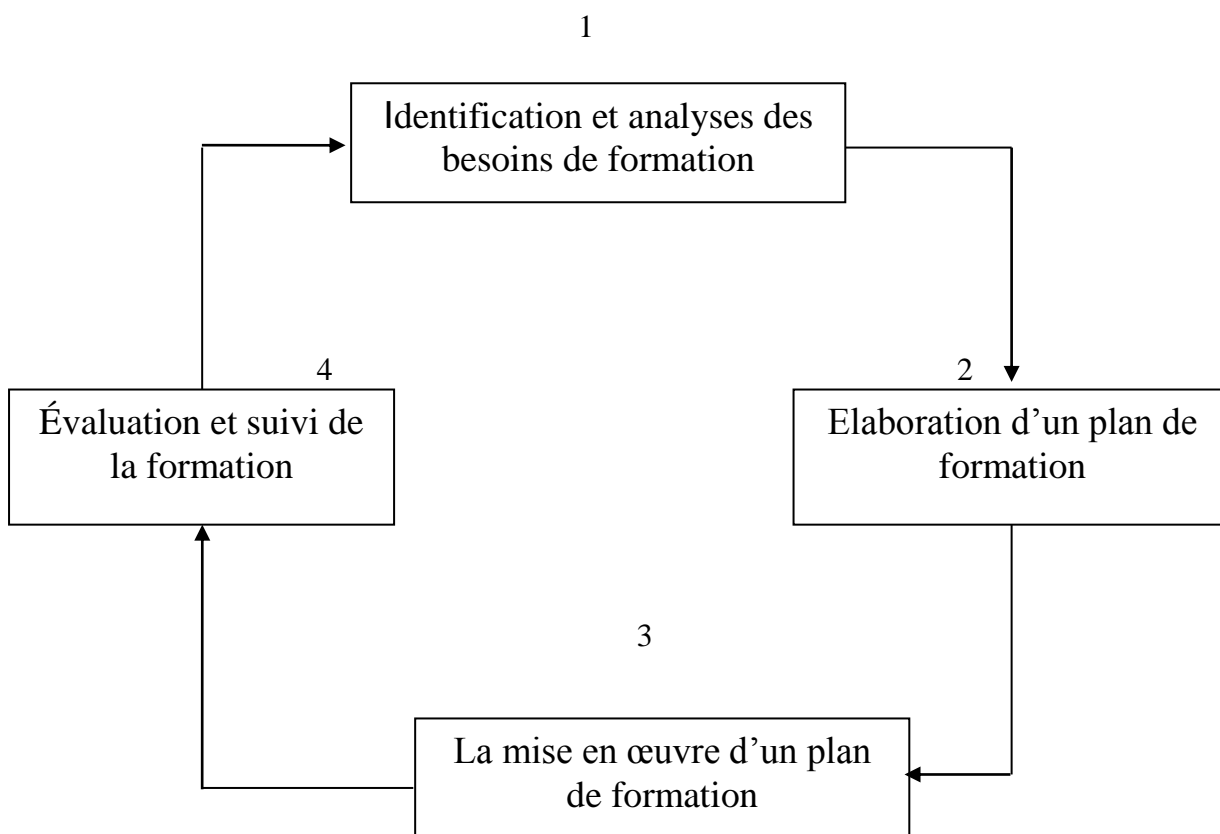 1
Identification et analyses des
besoins de formation
4
Évaluation et suivi de
la formation
2
Elaboration d’un plan de
formation
3
La mise en œuvre d’un plan
de formation